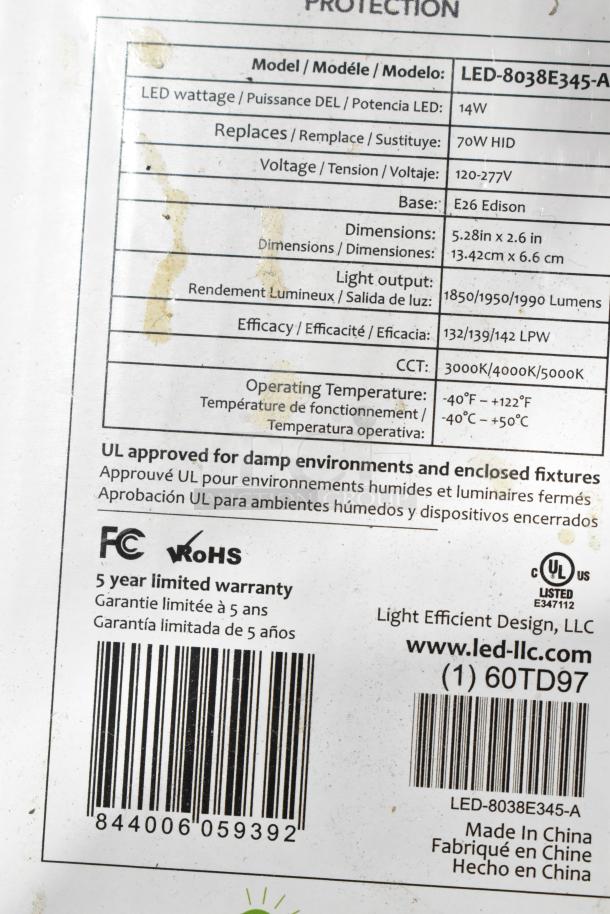 PROTECTION
Model / Modéle / Modelo: LED-8038E345-A
LED wattage / Puissance DEL / Potencia LED: 14W
Replaces / Remplace / Sustituye: 70W HID
Voltage / Tension / Voltaje: 120-277V
Base: E26 Edison
Dimensions: 5.28in x 2.6 in
Dimensions / Dimensiones: 13.42cm x 6.6 cm
Light output:
Rendement Lumineux / Salida de luz: 1850/1950/1990 Lumens
Efficacy / Efficacité / Eficacia: 132/139/142 LPW
CCT: 3000K/4000K/5000K
Operating Temperature: -40°F – +122°F
Température de fonctionnement / -40°C – +50°C
Temperatura operativa:
UL approved for damp environments and enclosed fixtures
Approuvé UL pour environnements humides et luminaires fermés
Aprobación UL para ambientes húmedos y dispositivos encerrados
FC RoHS
5 year limited warranty
Garantie limitée à 5 ans
Garantía limitada de 5 años
C UL US
LISTED
E347112
Light Efficient Design, LLC
www.led-llc.com
(1) 60TD97
844006 059392
LED-8038E345-A
Made In China
Fabriqué en Chine
Hecho en China